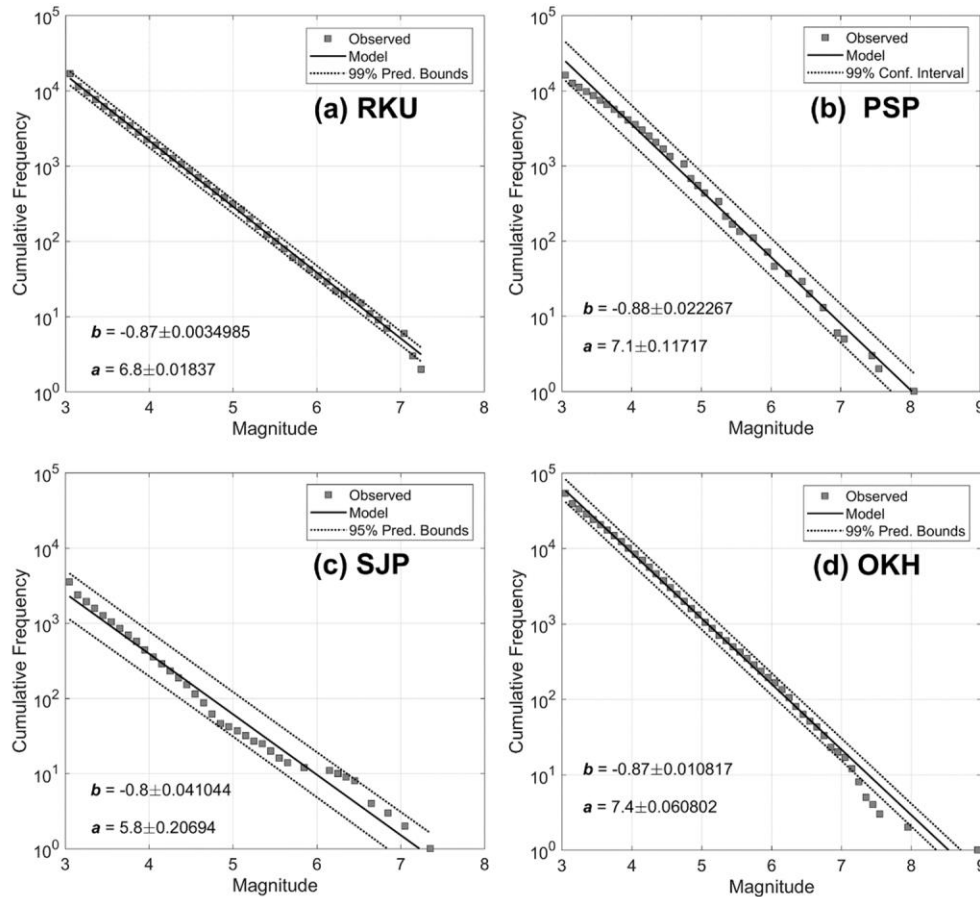 10^5
10^4
10^3
10^2
10^1
10^0
Cumulative Frequency
Observed
Model
99% Pred. Bounds
(a) RKU
b = -0.87±0.0034985
a = 6.8±0.01837
3 4 5 6 7 8
Magnitude
10^5
10^4
10^3
10^2
10^1
10^0
Cumulative Frequency
Observed
Model
99% Conf. Interval
(b) PSP
b = -0.88±0.022267
a = 7.1±0.11717
3 4 5 6 7 8 9
Magnitude
10^5
10^4
10^3
10^2
10^1
10^0
Cumulative Frequency
Observed
Model
95% Pred. Bounds
(c) SJP
b = -0.8±0.041044
a = 5.8±0.20694
3 4 5 6 7 8
Magnitude
10^5
10^4
10^3
10^2
10^1
10^0
Cumulative Frequency
Observed
Model
99% Pred. Bounds
(d) OKH
b = -0.87±0.010817
a = 7.4±0.060802
3 4 5 6 7 8 9
Magnitude